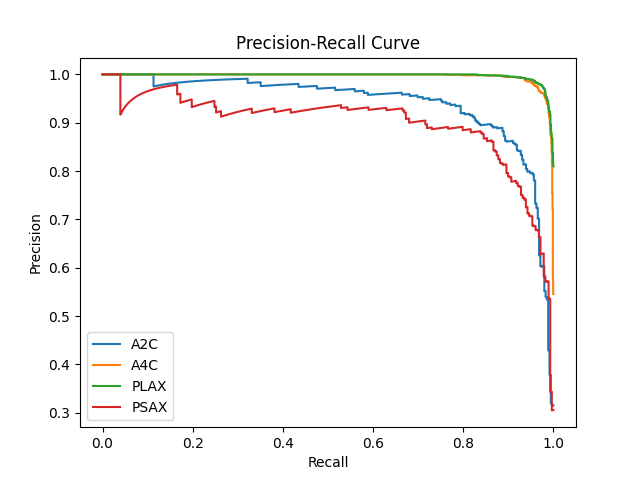 Precision-Recall Curve
1.0
0.9
0.8
0.7
0.6
0.5
0.4
0.3
Precision
A2C
A4C
PLAX
PSAX
0.0 0.2 0.4 0.6 0.8 1.0
Recall